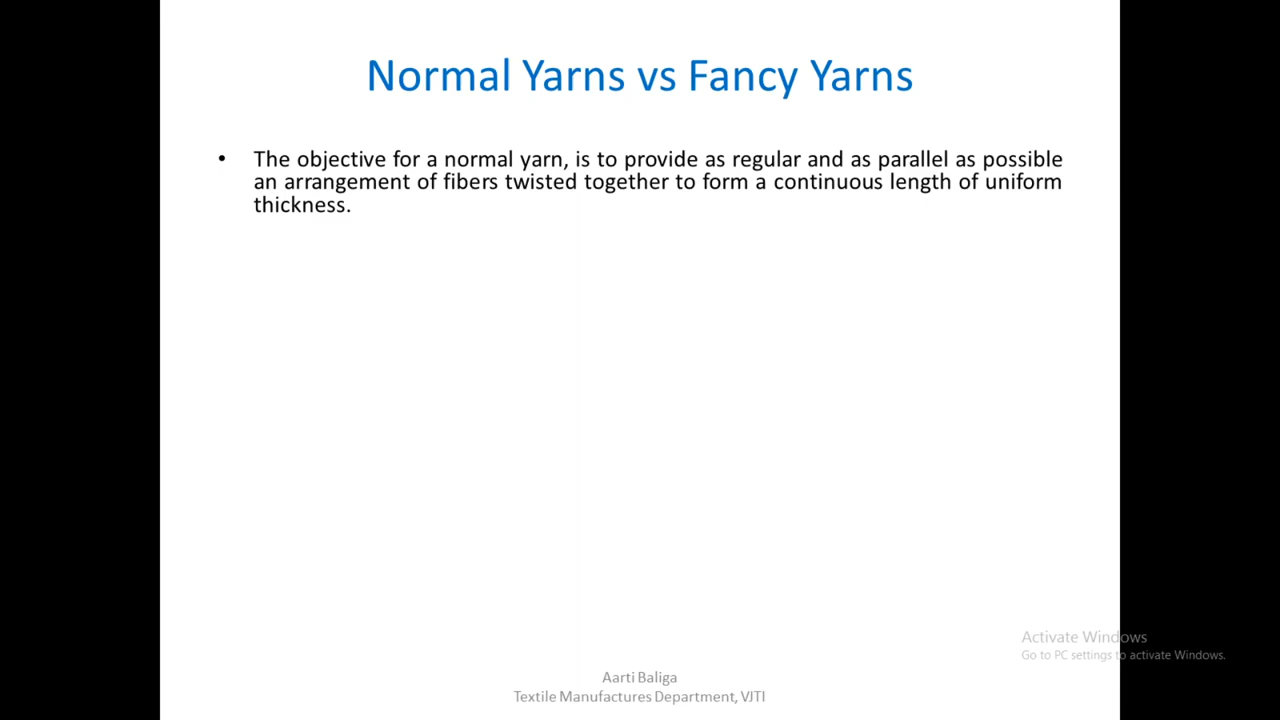 Normal Yarns vs Fancy Yarns
• The objective for a normal yarn, is to provide as regular and as parallel as possible
an arrangement of fibers twisted together to form a continuous length of uniform
thickness.
Activate Windows
Go to PC settings to activate Windows.
Aarti Baliga
Textile Manufactures Department, VJTI